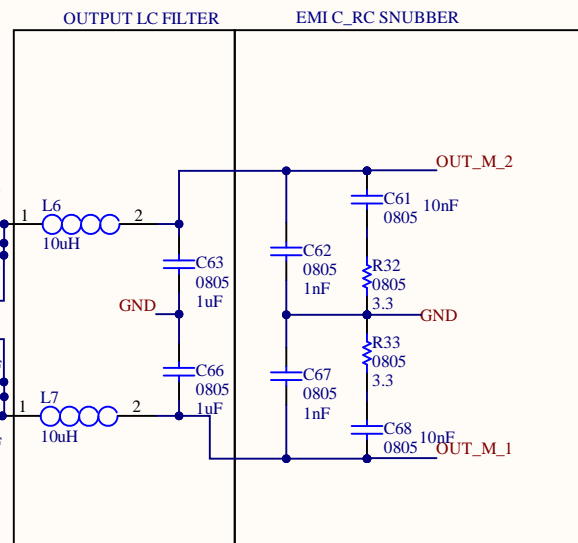 OUTPUT LC FILTER
EMI C_RC SNUBBER
OUT_M_2
L6
1
2
10uH
C61
0805
10nF
C63
0805
1uF
C62
0805
1nF
R32
0805
3.3
GND
GND
R33
0805
3.3
C66
0805
1uF
C67
0805
1nF
L7
1
2
10uH
C68
0805
10nF
OUT_M_1